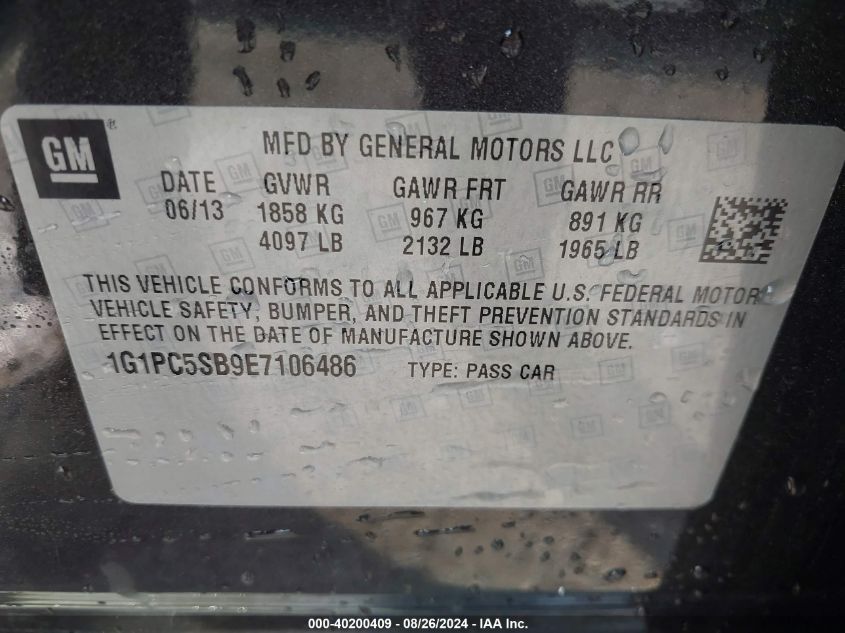 GM
MFD BY GENERAL MOTORS LLC
DATE GVWR GAWR FRT GAWR RR
06/13 1858 KG 967 KG 891 KG
4097 LB 2132 LB 1965 LB
THIS VEHICLE CONFORMS TO ALL APPLICABLE U.S. FEDERAL MOTOR
VEHICLE SAFETY, BUMPER, AND THEFT PREVENTION STANDARDS IN
EFFECT ON THE DATE OF MANUFACTURE SHOWN ABOVE.
1G1PC5SB9E7106486 TYPE: PASS CAR
000-40200409 - 08/26/2024 - IAA Inc.